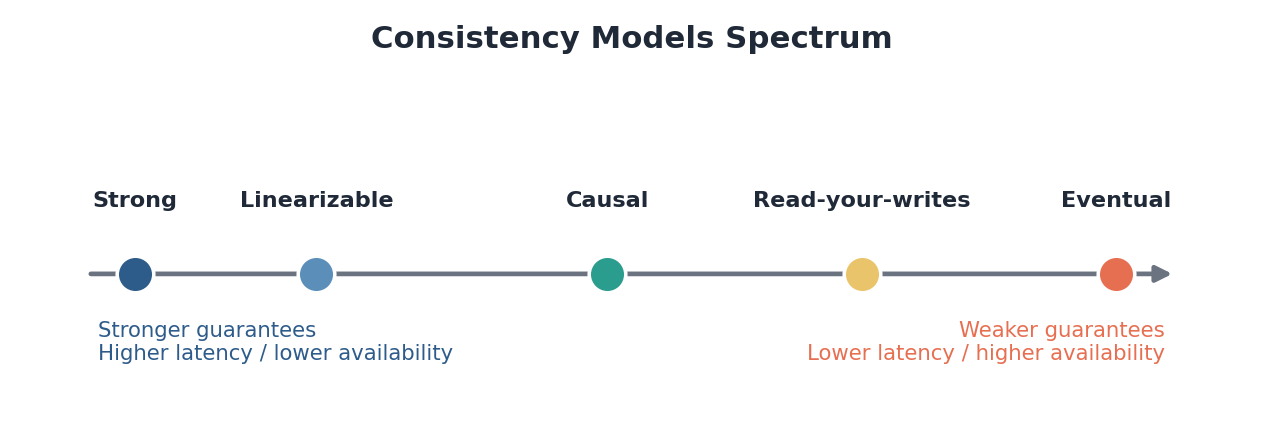 Consistency Models Spectrum
Strong
Linearizable
Causal
Read-your-writes
Eventual
Stronger guarantees
Higher latency / lower availability
Weaker guarantees
Lower latency / higher availability